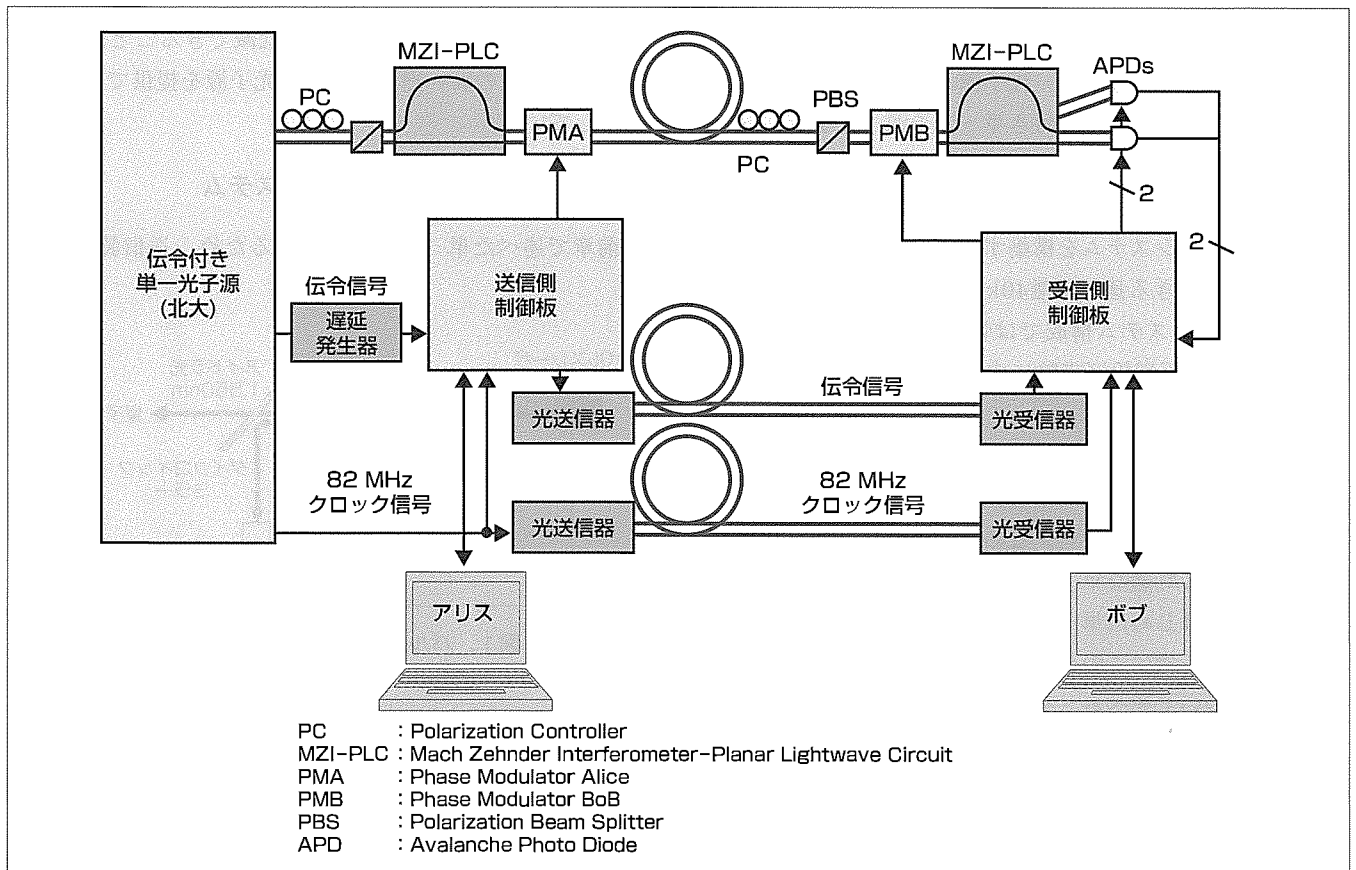 MZI-PLC
MZI-PLC
APDs
PC
PBS
PMA
PMB
PC
2
2
伝令付き
単一光子源
(北大)
伝令信号
遅延
発生器
送信側
制御板
受信側
制御板
光送信器
伝令信号
光受信器
82 MHz
クロック信号
光送信器
82 MHz
クロック信号
光受信器
アリス
ボブ
PC : Polarization Controller
MZI-PLC : Mach Zehnder Interferometer-Planar Lightwave Circuit
PMA : Phase Modulator Alice
PMB : Phase Modulator BoB
PBS : Polarization Beam Splitter
APD : Avalanche Photo Diode